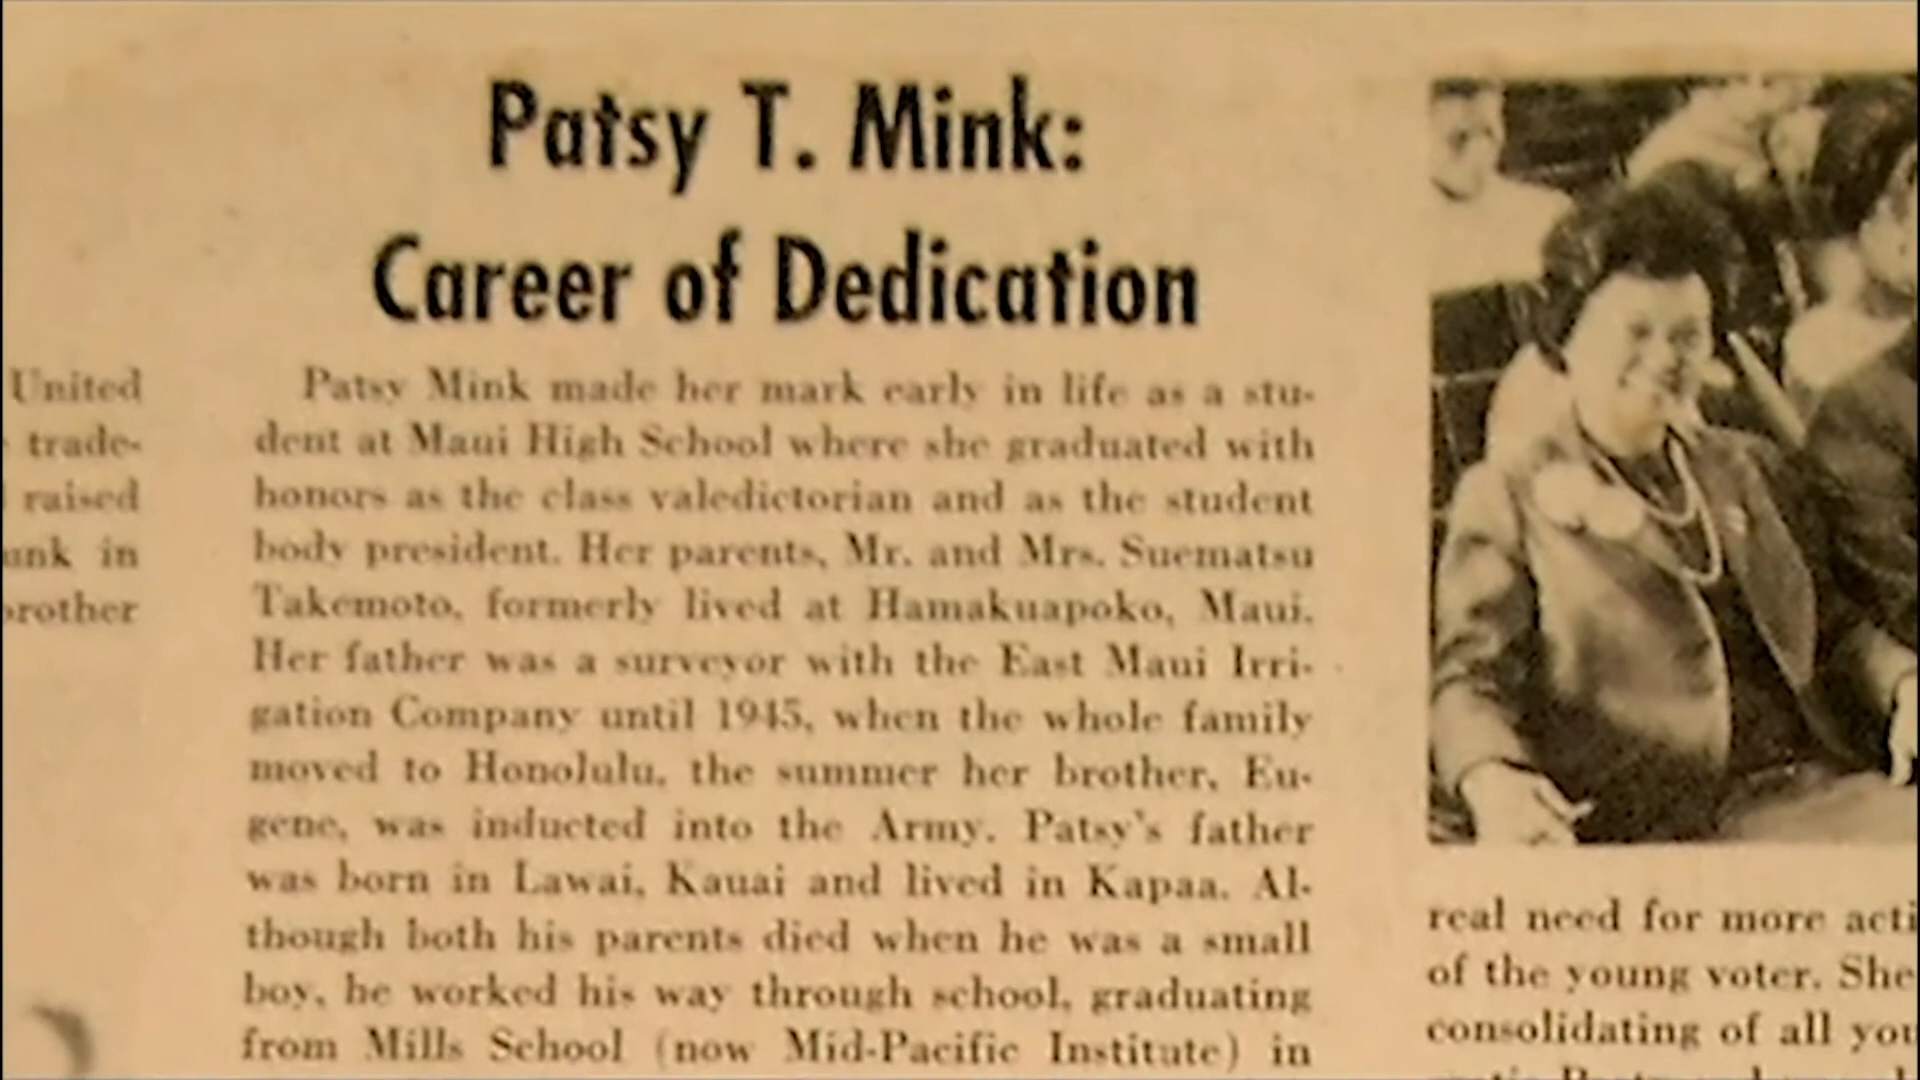 Patsy T. Mink:
Career of Dedication
United
trade-
raised
in
Patsy Mink made her mark early in life as a stu-
dent at Maui High School where she graduated with
honors as the class valedictorian and as the student
body president. Her parents, Mr. and Mrs. Suematsu
Takemoto, formerly lived at Hamakuapoko, Maui.
Her father was a surveyor with the East Maui Irri-
gation Company until 1945, when the whole family
moved to Honolulu, the summer her brother, Eu-
gene, was inducted into the Army. Patsy's father
was born in Lawai, Kauai and lived in Kapaa. Al-
though both his parents died when he was a small
boy, he worked his way through school, graduating
from Mills School (now Mid-Pacific Institute) in
real need for more acti
of the young voter. She
consolidating of all you